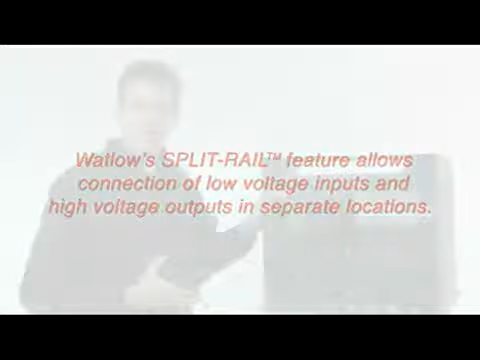 Watlow's SPLIT-RAIL™ feature allows
connection of low voltage inputs and
high voltage outputs in separate locations.